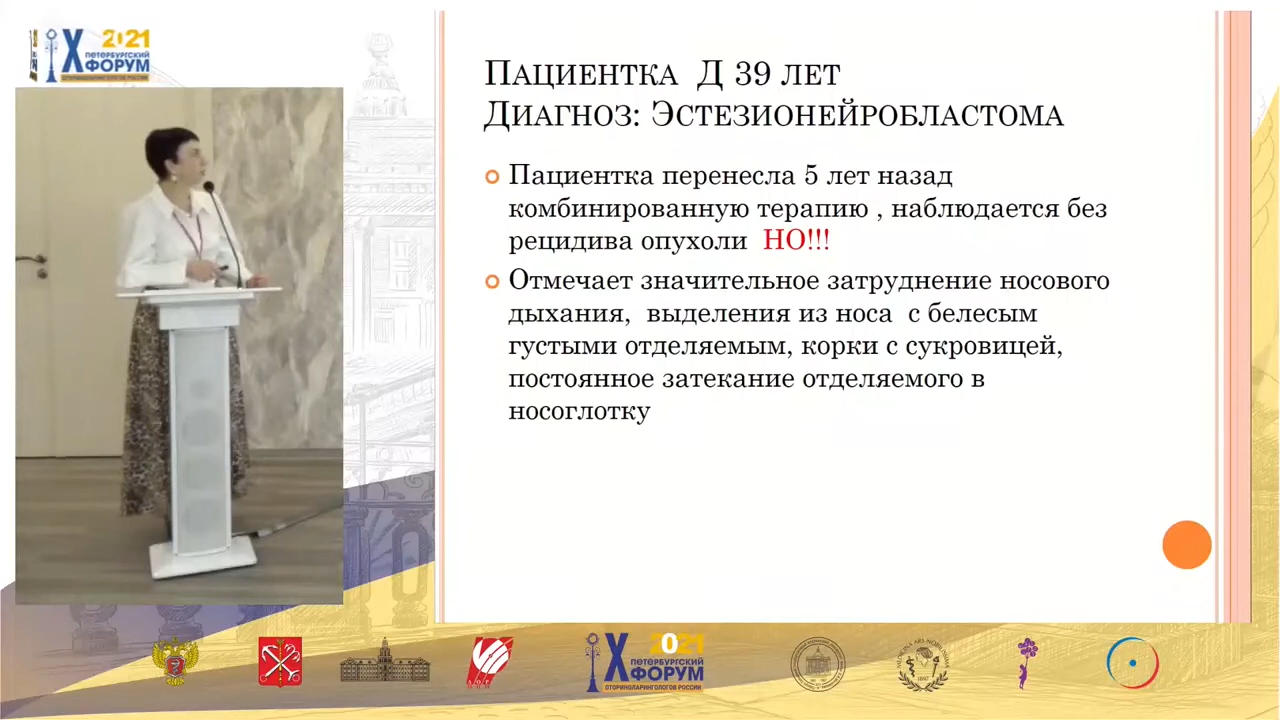 X 2021
ПЕТЕРБУРГСКИЙ
ФОРУМ
ОТОРИНОЛАРИНГОЛОГОВ РОССИИ
ПАЦИЕНТКА Д 39 ЛЕТ
ДИАГНОЗ: ЭСТЕЗИОНЕЙРОБЛАСТОМА
Пациентка перенесла 5 лет назад
комбинированную терапию , наблюдается без
рецидива опухоли НО!!!
Отмечает значительное затруднение носового
дыхания, выделения из носа с белесым
густыми отделяемым, корки с сукровицей,
постоянное затекание отделяемого в
носоглотку
X 2021
ПЕТЕРБУРГСКИЙ
ФОРУМ
ОТОРИНОЛАРИНГОЛОГОВ РОССИИ